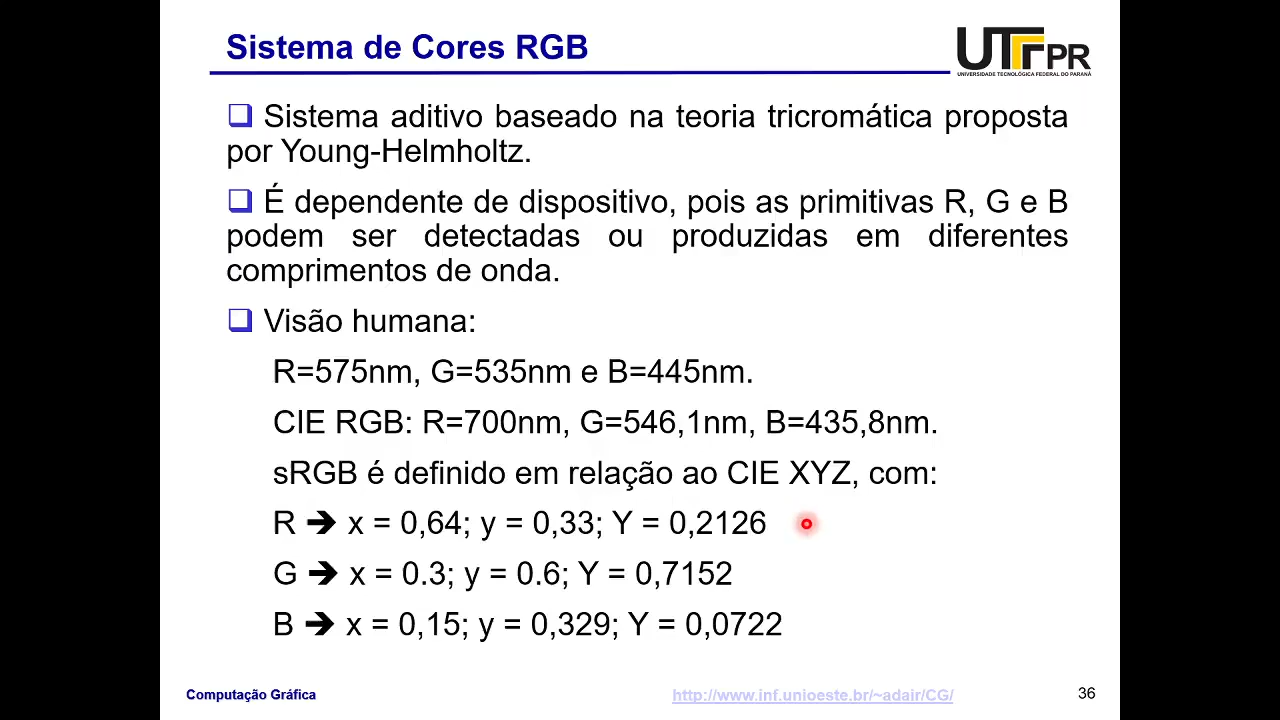 Sistema de Cores RGB
UTFPR
UNIVERSIDADE TECNOLÓGICA FEDERAL DO PARANÁ
Sistema aditivo baseado na teoria tricromática proposta
por Young-Helmholtz.
É dependente de dispositivo, pois as primitivas R, G e B
podem ser detectadas ou produzidas em diferentes
comprimentos de onda.
Visão humana:
R=575nm, G=535nm e B=445nm.
CIE RGB: R=700nm, G=546,1nm, B=435,8nm.
sRGB é definido em relação ao CIE XYZ, com:
R ➔ x = 0,64; y = 0,33; Y = 0,2126
G ➔ x = 0.3; y = 0.6; Y = 0,7152
B ➔ x = 0,15; y = 0,329; Y = 0,0722
Computação Gráfica
http://www.inf.unioeste.br/~adair/CG/
36